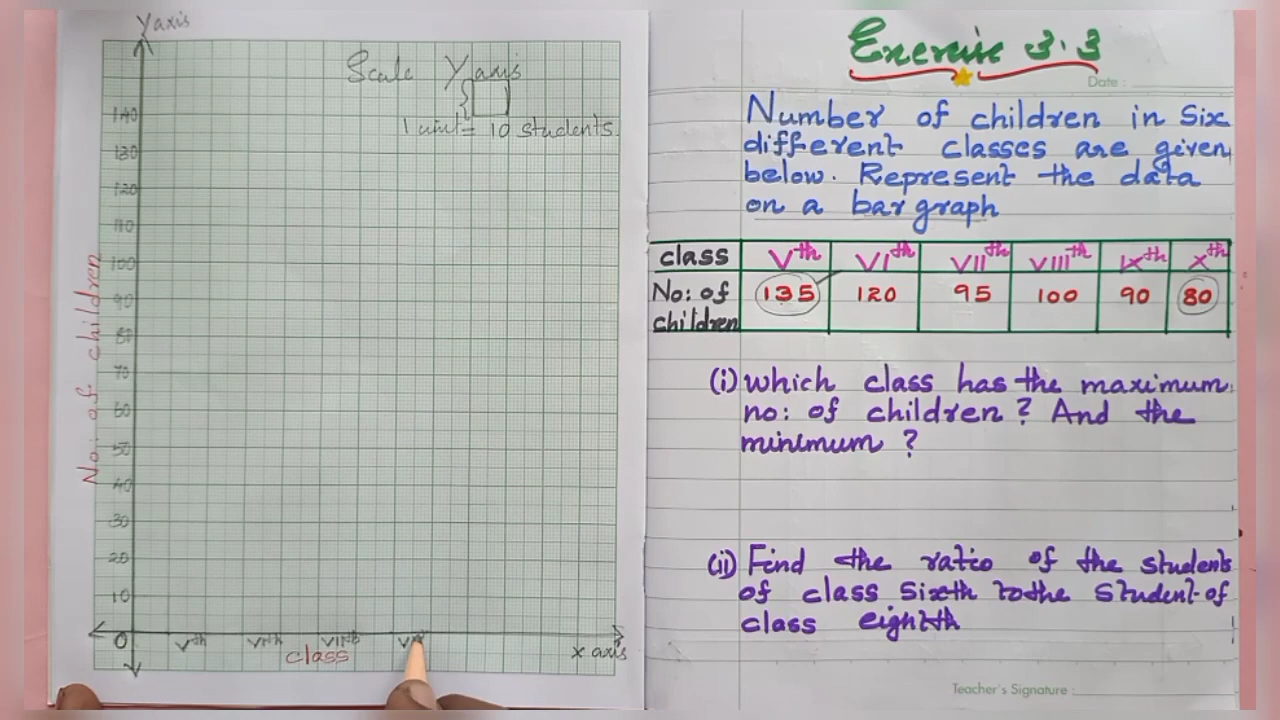 Yaxis
Scale Yaxis
1 unit = 10 students.
140
130
120
110
100
90
80
70
60
50
40
30
20
10
0
No: of children
Vth VIth VIIth
class
x axis
Exercise 3.3
Date :
Number of children in six
different classes are given
below. Represent the data
on a bar graph
class Vth VIth VIIth VIIIth IXth Xth
No: of 135 120 95 100 90 80
children
(i) which class has the maximum
no: of children? And the
minimum ?
(ii) Find the ratio of the students
of class sixth to the student of
class eighth
Teacher's Signature :